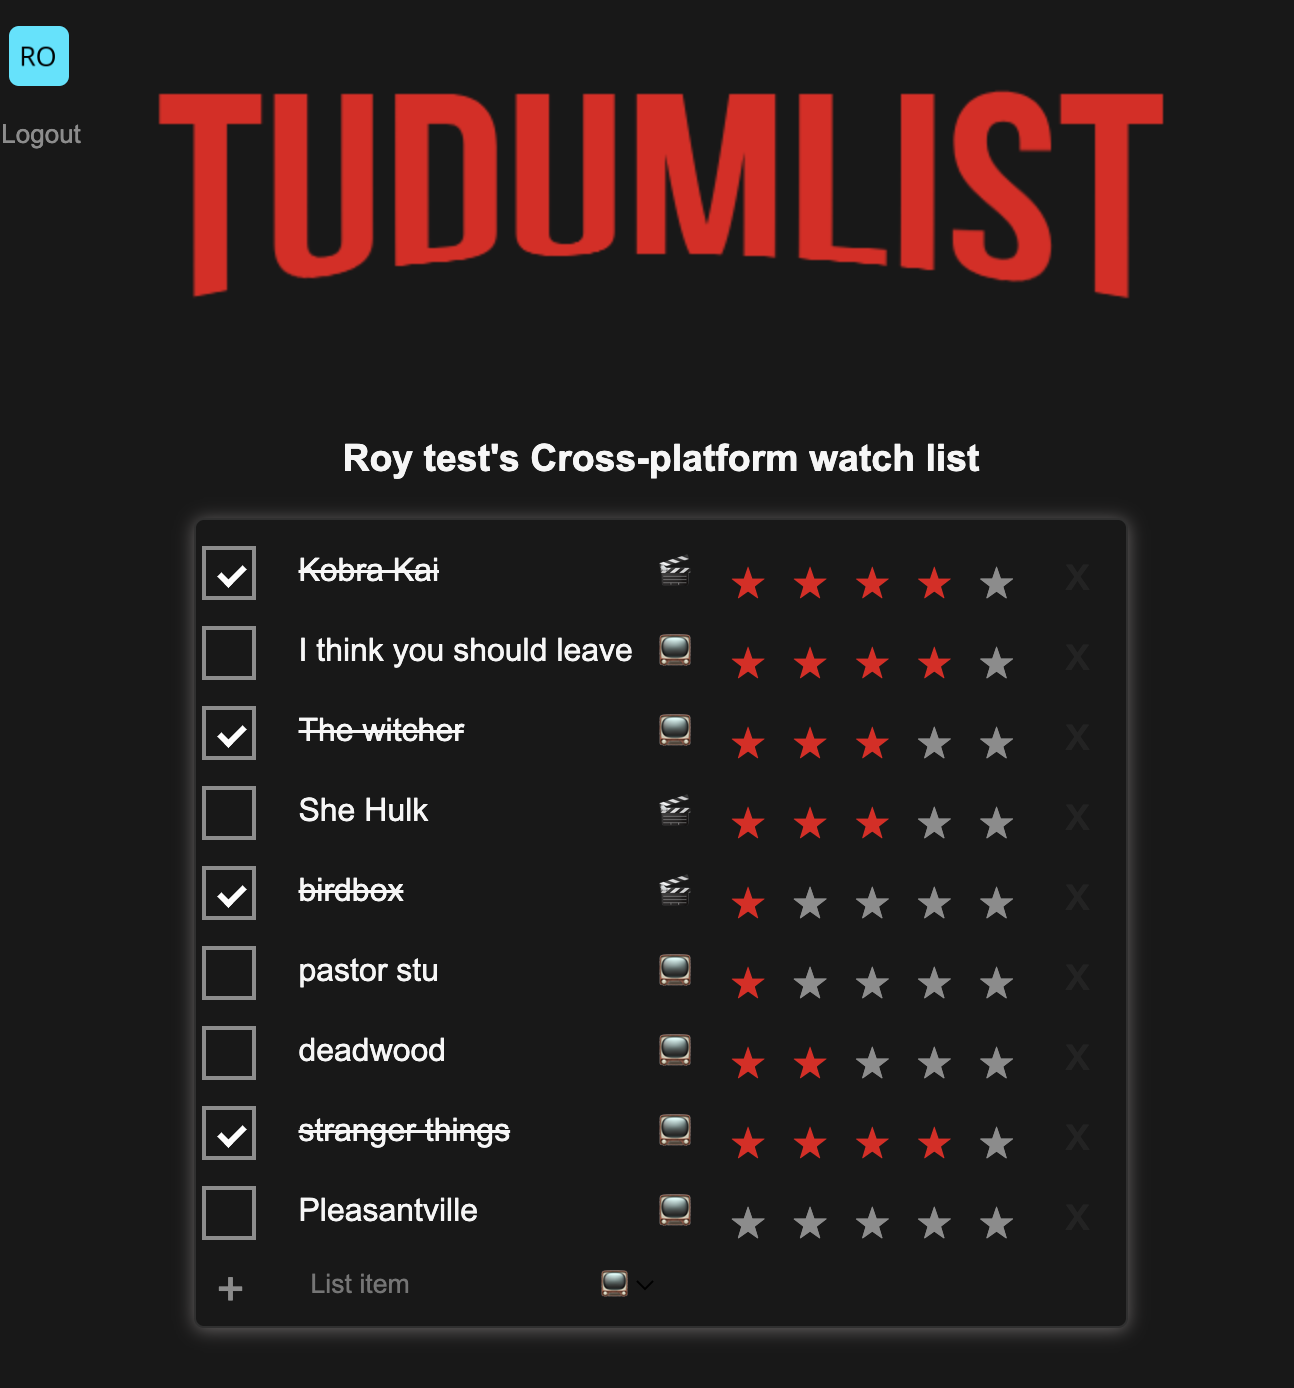 RO
Logout
TUDUMLIST
Roy test's Cross-platform watch list
Kobra Kai X
I think you should leave X
The witcher X
She Hulk X
birdbox X
pastor stu X
deadwood X
stranger things X
Pleasantville X
+ List item